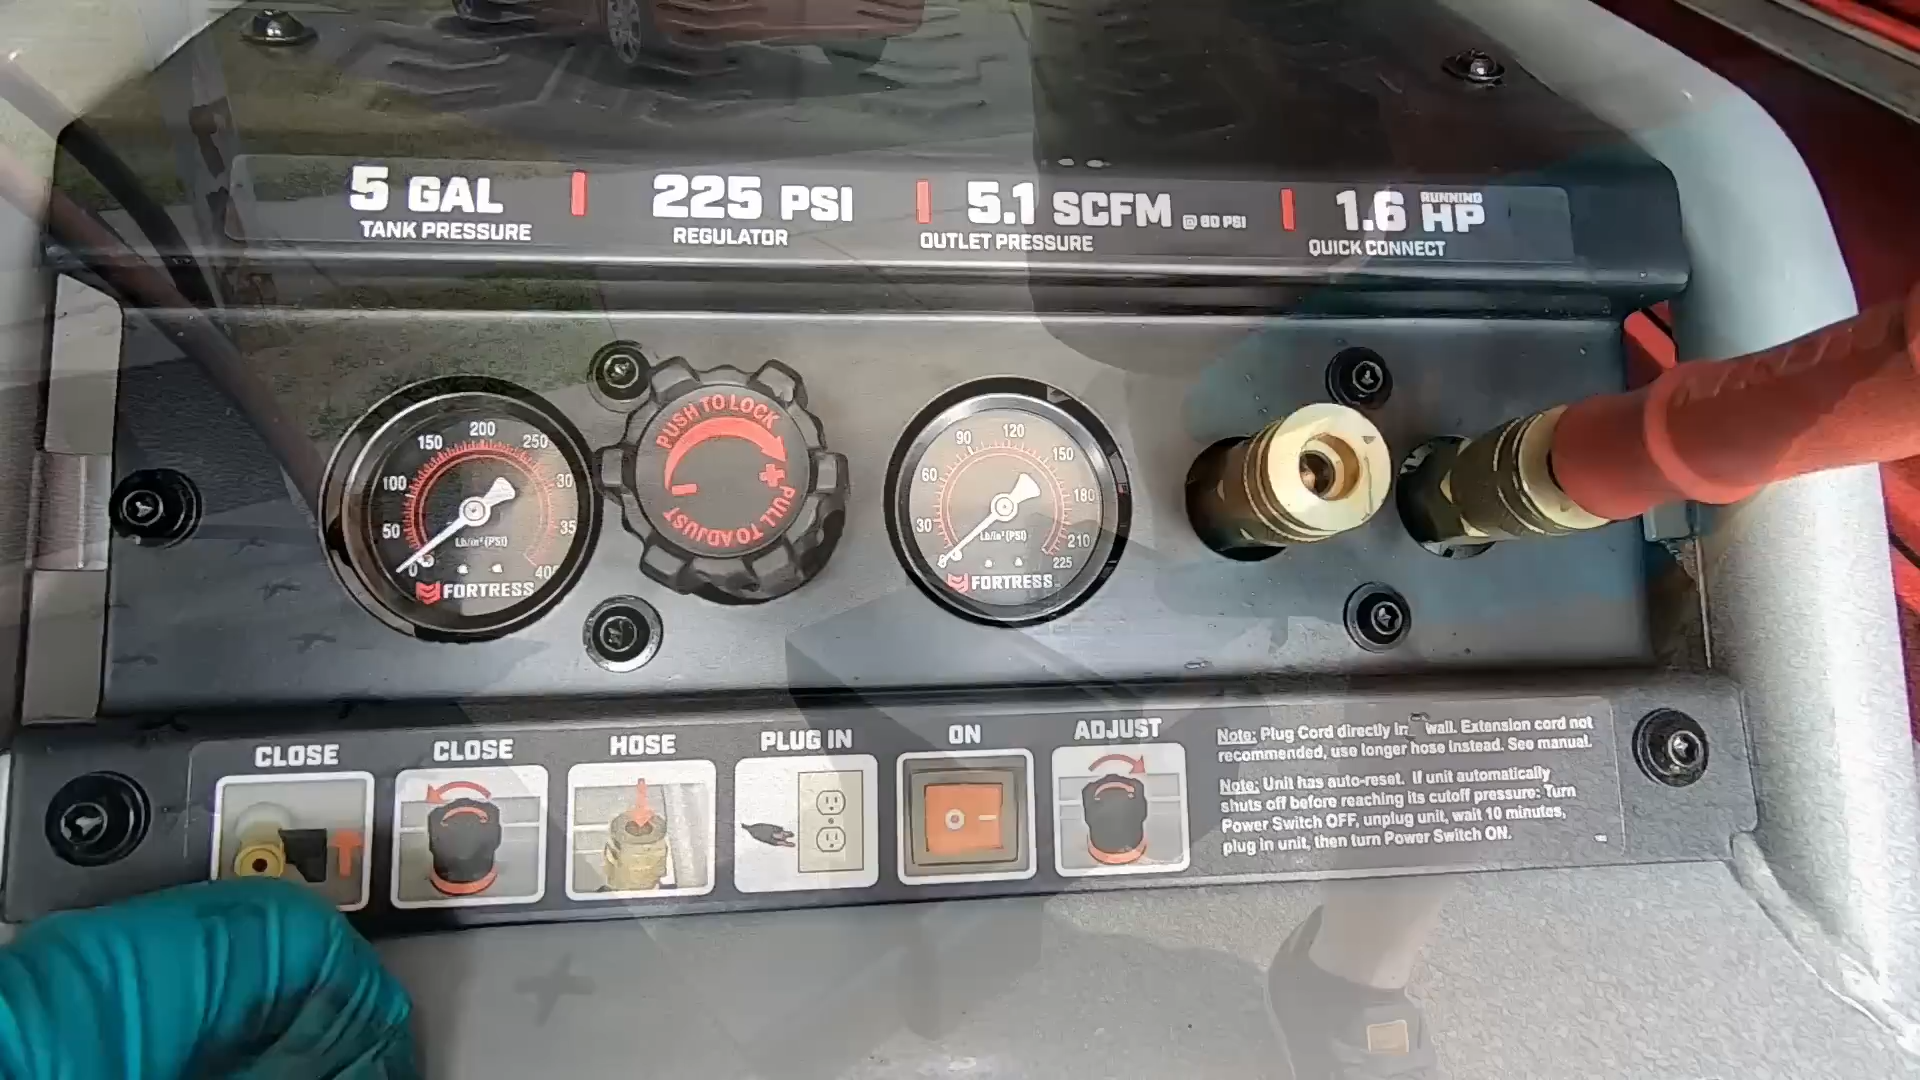 5 GAL
TANK PRESSURE
225 PSI
REGULATOR
5.1 SCFM @ 90 PSI
OUTLET PRESSURE
1.6 RUNNING HP
QUICK CONNECT
0 50 100 150 200 250 30 35 400
Lb/in² (PSI)
FORTRESS
PUSH TO LOCK
- +
PULL TO ADJUST
0 30 60 90 120 150 180 210 225
Lb/in² (PSI)
FORTRESS
CLOSE
CLOSE
HOSE
PLUG IN
ON
ADJUST
Note: Plug Cord directly in wall. Extension cord not
recommended, use longer hose instead. See manual.
Note: Unit has auto-reset. If unit automatically
shuts off before reaching its cutoff pressure: Turn
Power Switch OFF, unplug unit, wait 10 minutes,
plug in unit, then turn Power Switch ON.